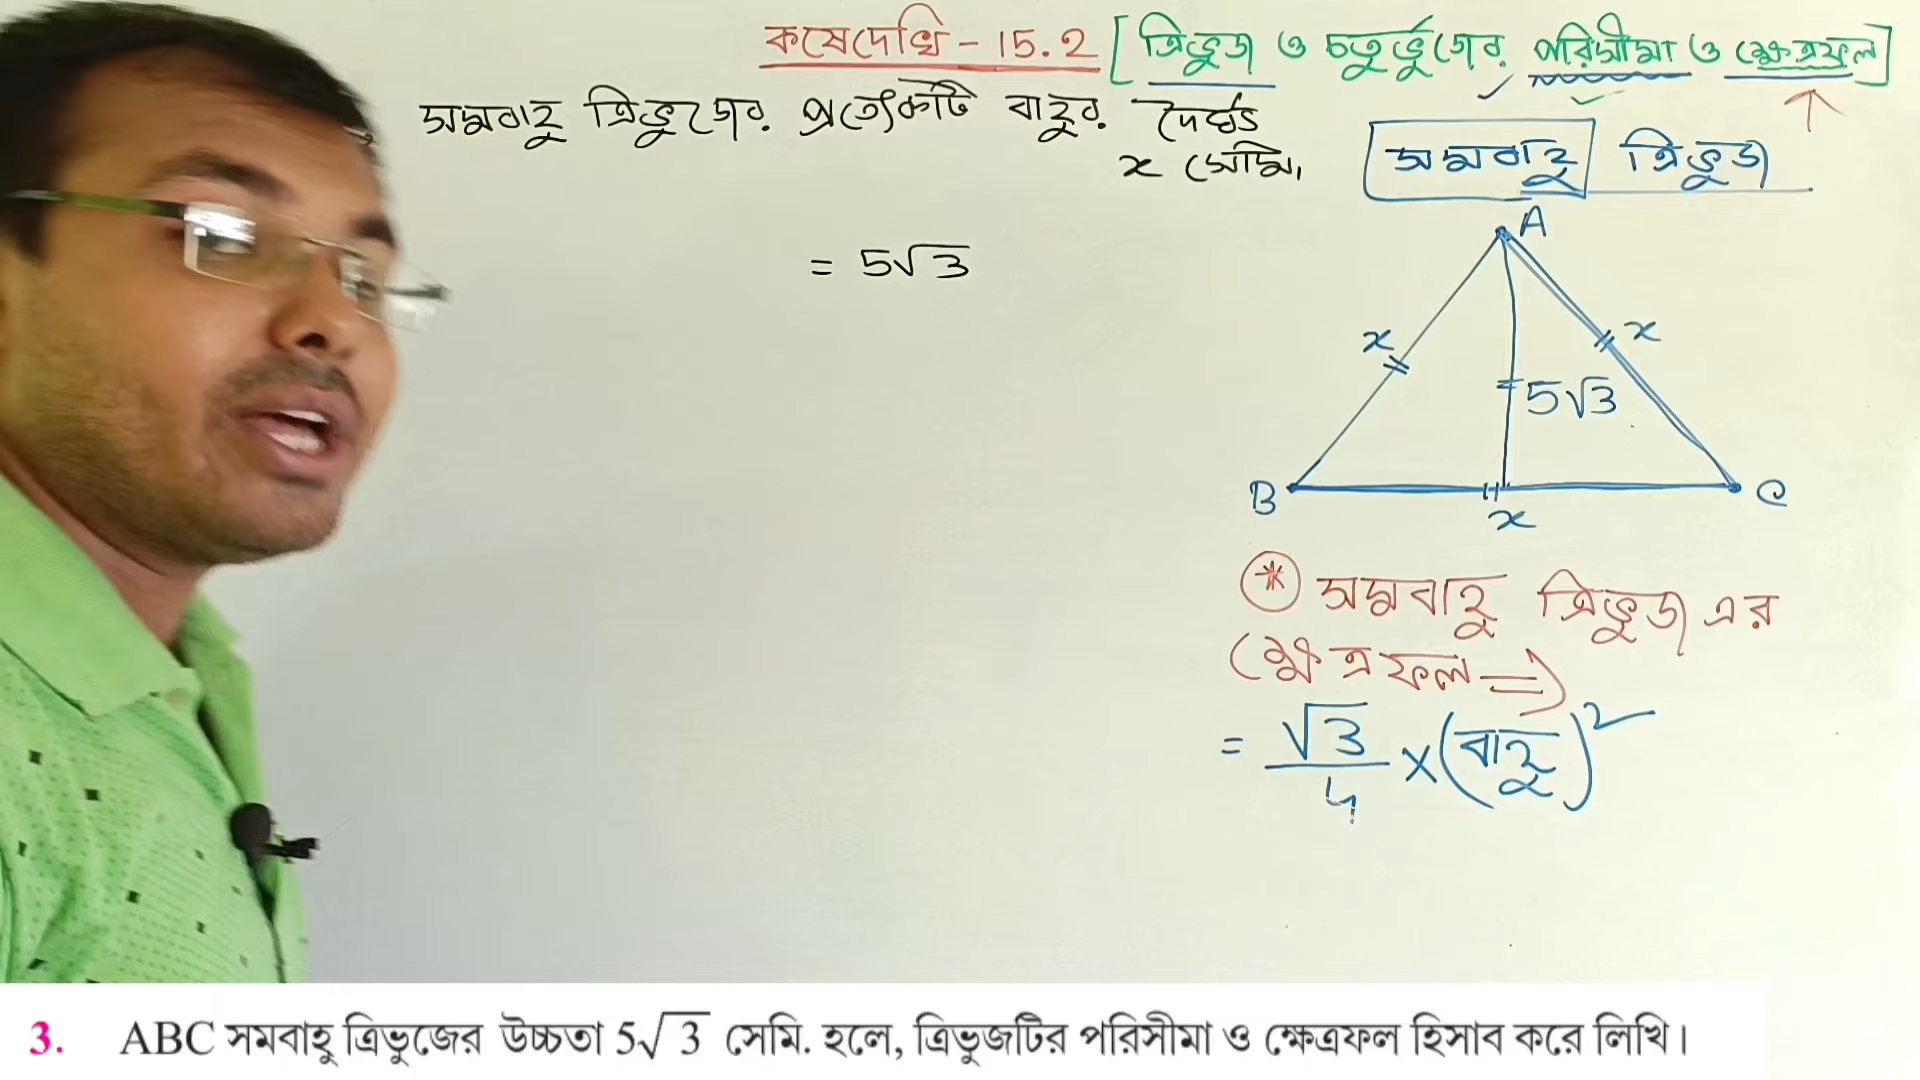 কষেদেখি - 15.2 [ত্রিভুজ ও চতুর্ভুজের পরিসীমা ও ক্ষেত্রফল]
সমবাহু ত্রিভুজের প্রত্যেকটি বাহুর দৈর্ঘ্য
x সেমি.
সমবাহু ত্রিভুজ
= 5√3
A
x
x
5√3
B
C
x
* সমবাহু ত্রিভুজ এর
ক্ষেত্রফল ⇒
= √3/4 × (বাহু)²
3. ABC সমবাহু ত্রিভুজের উচ্চতা 5√3 সেমি. হলে, ত্রিভুজটির পরিসীমা ও ক্ষেত্রফল হিসাব করে লিখি।